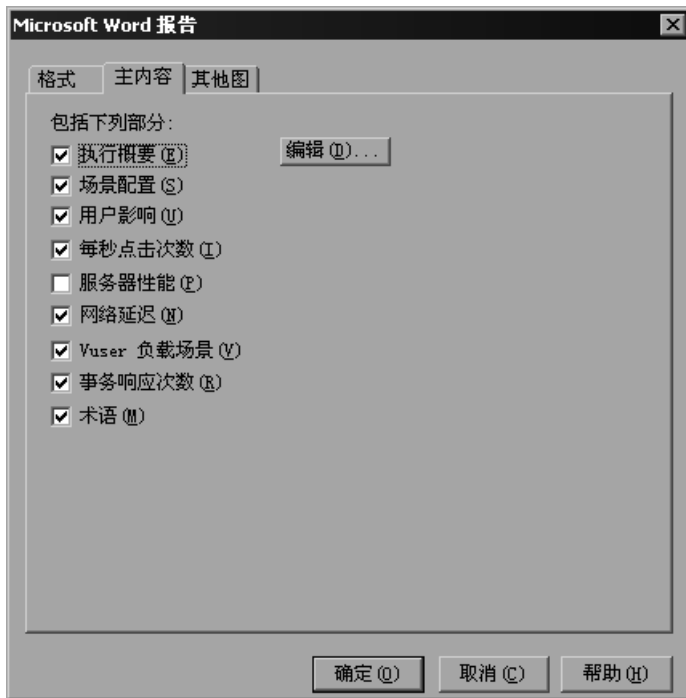 Microsoft Word 报告
格式 主内容 其他图
包括下列部分:
执行概要(E) 编辑(D)...
场景配置(S)
用户影响(U)
每秒点击次数(I)
服务器性能(P)
网络延迟(N)
Vuser 负载场景(V)
事务响应次数(R)
术语(M)
确定(O) 取消(C) 帮助(H)